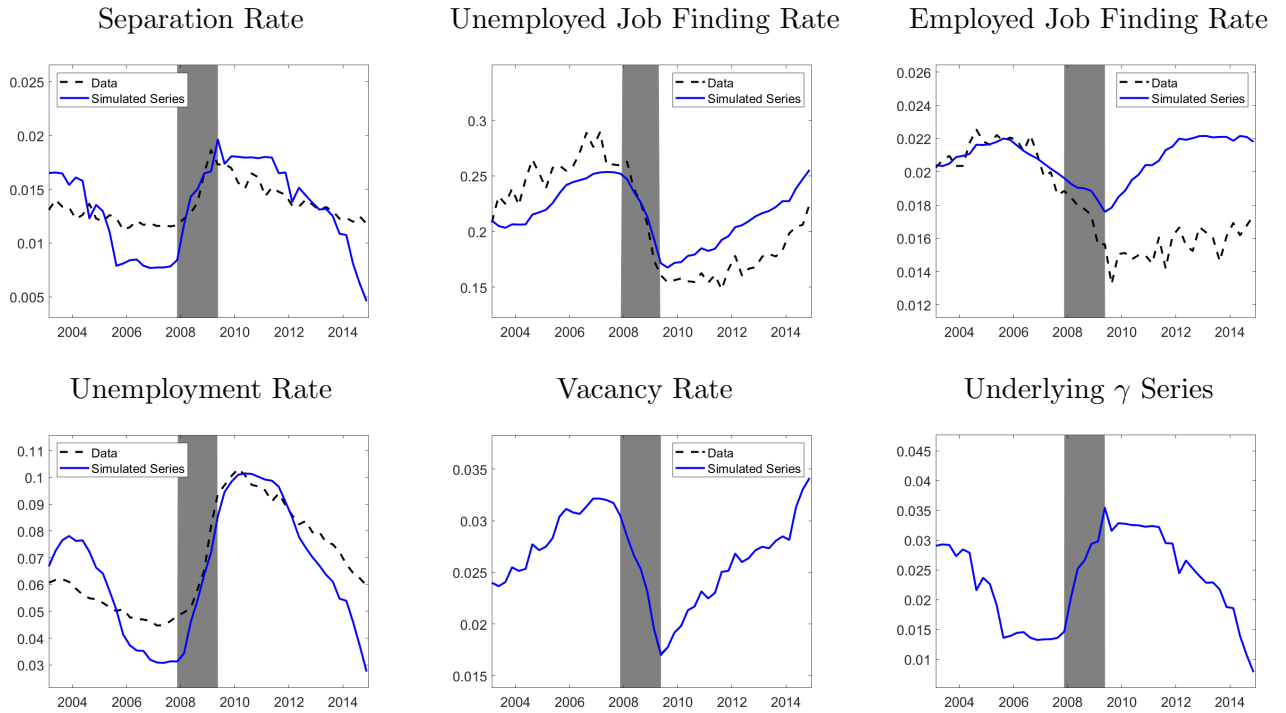 Separation Rate
0.025
0.02
0.015
0.01
0.005
Data
Simulated Series
2004 2006 2008 2010 2012 2014
Unemployed Job Finding Rate
0.3
0.25
0.2
0.15
Data
Simulated Series
2004 2006 2008 2010 2012 2014
Employed Job Finding Rate
0.026
0.024
0.022
0.02
0.018
0.016
0.014
0.012
Data
Simulated Series
2004 2006 2008 2010 2012 2014
Unemployment Rate
0.11
0.1
0.09
0.08
0.07
0.06
0.05
0.04
0.03
Data
Simulated Series
2004 2006 2008 2010 2012 2014
Vacancy Rate
0.035
0.03
0.025
0.02
0.015
Data
Simulated Series
2004 2006 2008 2010 2012 2014
Underlying γ Series
0.045
0.04
0.035
0.03
0.025
0.02
0.015
0.01
2004 2006 2008 2010 2012 2014